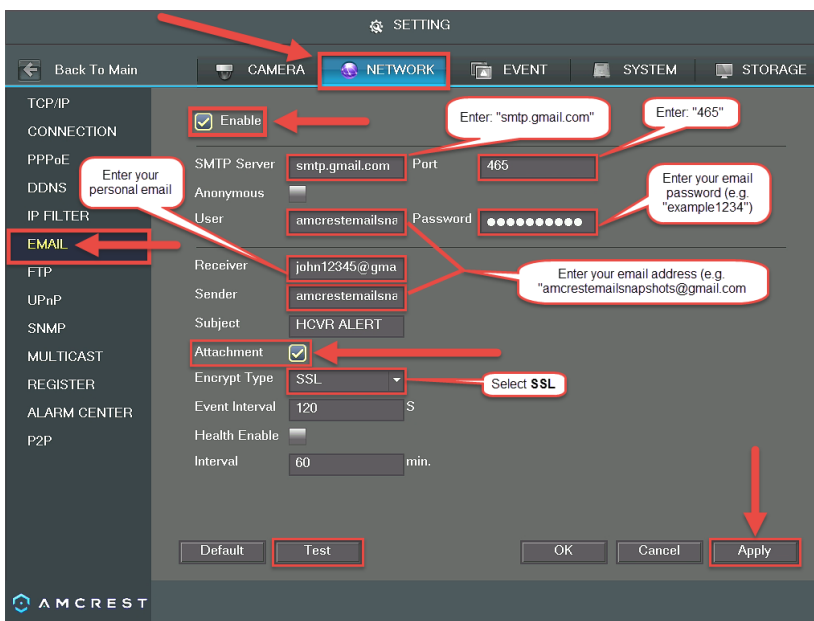 SETTING
Back To Main
CAMERA
NETWORK
EVENT
SYSTEM
STORAGE
TCP/IP
CONNECTION
PPPoE
DDNS
IP FILTER
EMAIL
FTP
UPnP
SNMP
MULTICAST
REGISTER
ALARM CENTER
P2P
Enable
Enter: "smtp.gmail.com"
Enter: "465"
SMTP Server
smtp.gmail.com
Port
465
Enter your
personal email
Anonymous
Enter your email
password (e.g.
"example1234")
User
amcrestemailsna
Password
●●●●●●●●●●
Receiver
john12345@gma
Enter your email address (e.g.
"amcrestemailsnapshots@gmail.com
Sender
amcrestemailsna
Subject
HCVR ALERT
Attachment
Encrypt Type
SSL
Select SSL
Event Interval
120
S
Health Enable
Interval
60
min.
Default
Test
OK
Cancel
Apply
AMCREST